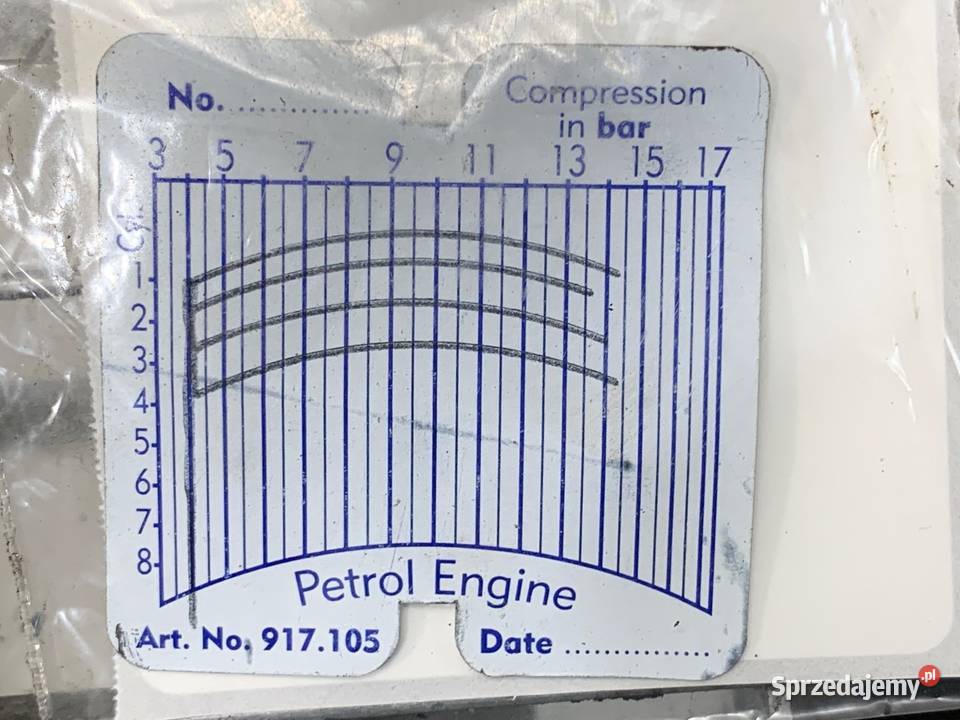 No. ..............
Compression
in bar
3 5 7 9 11 13 15 17
Cyl.
1
2
3
4
5
6
7
8
Petrol Engine
Art. No. 917.105
Date ...............
Sprzedajemy.pl